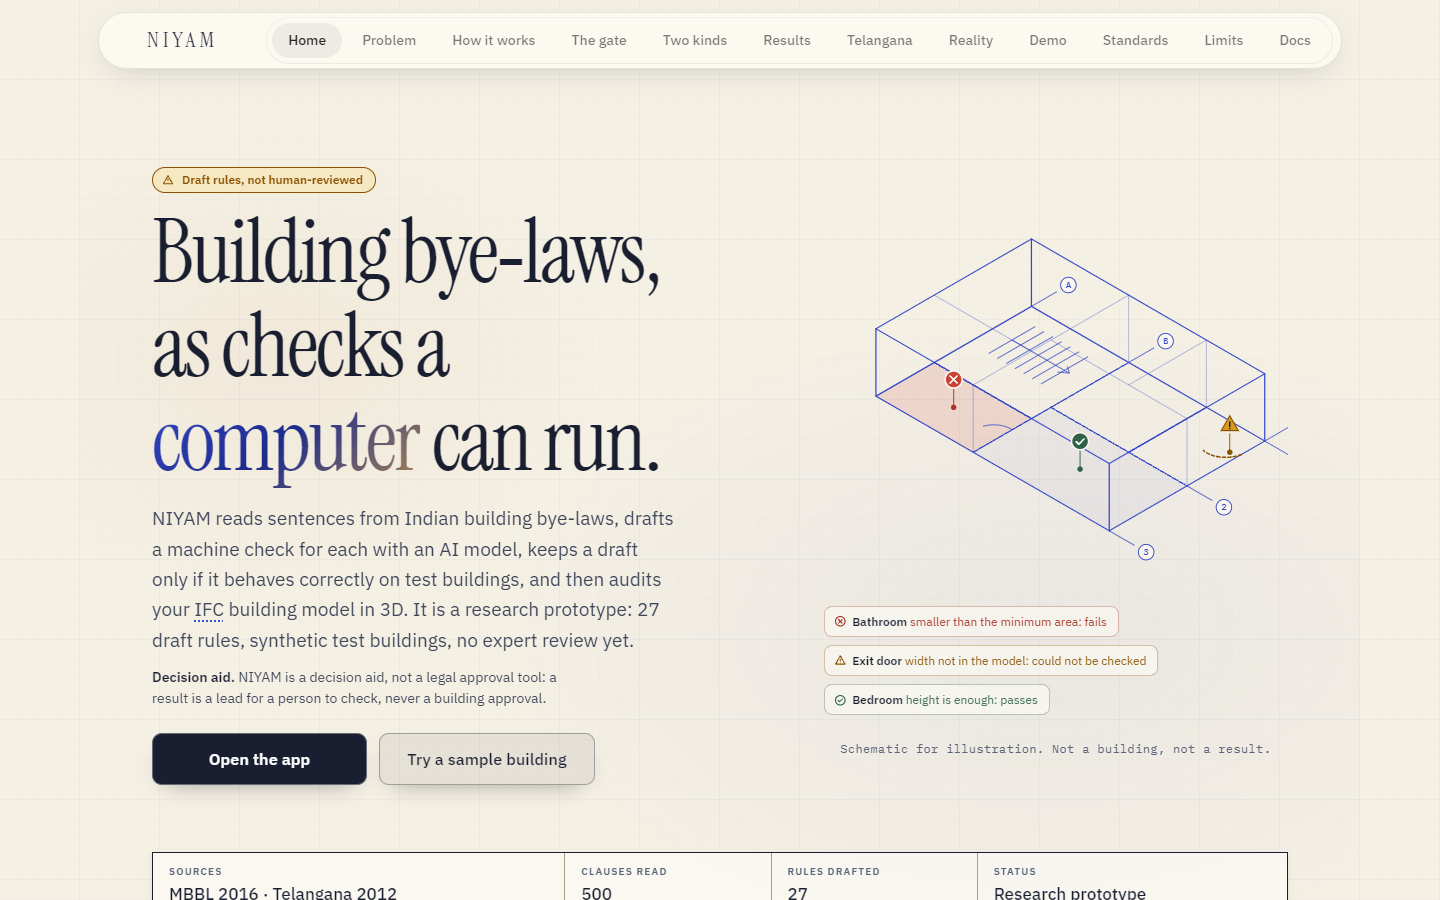 NIYAM
Home Problem How it works The gate Two kinds Results Telangana Reality Demo Standards Limits Docs
Draft rules, not human-reviewed
Building bye-laws,
as checks a
computer can run.
NIYAM reads sentences from Indian building bye-laws, drafts
a machine check for each with an AI model, keeps a draft
only if it behaves correctly on test buildings, and then audits
your IFC building model in 3D. It is a research prototype: 27
draft rules, synthetic test buildings, no expert review yet.
Decision aid. NIYAM is a decision aid, not a legal approval tool: a
result is a lead for a person to check, never a building approval.
Open the app
Try a sample building
A
B
2
3
Bathroom smaller than the minimum area: fails
Exit door width not in the model: could not be checked
Bedroom height is enough: passes
Schematic for illustration. Not a building, not a result.
SOURCES
MBBL 2016 · Telangana 2012
CLAUSES READ
500
RULES DRAFTED
27
STATUS
Research prototype